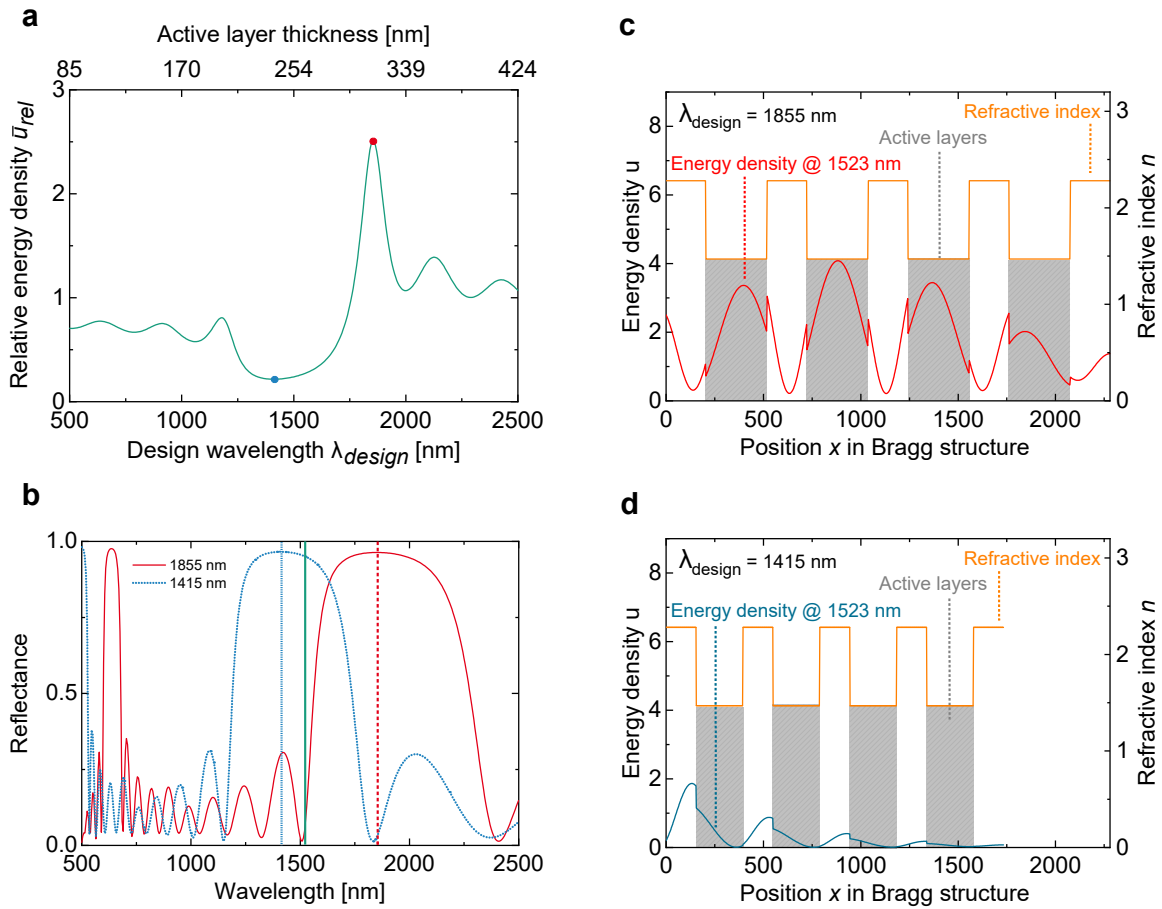 a
Active layer thickness [nm]
85 170 254 339 424
3
2
1
0
Relative energy density ūrel
500 1000 1500 2000 2500
Design wavelength λdesign [nm]
b
1.0
0.5
0.0
Reflectance
1855 nm
1415 nm
500 1000 1500 2000 2500
Wavelength [nm]
c
λdesign = 1855 nm
Refractive index
Active layers
Energy density @ 1523 nm
8
6
4
2
0
Energy density u
3
2
1
0
Refractive index n
0 500 1000 1500 2000
Position x in Bragg structure
d
λdesign = 1415 nm
Refractive index
Active layers
Energy density @ 1523 nm
8
6
4
2
0
Energy density u
3
2
1
0
Refractive index n
0 500 1000 1500 2000
Position x in Bragg structure